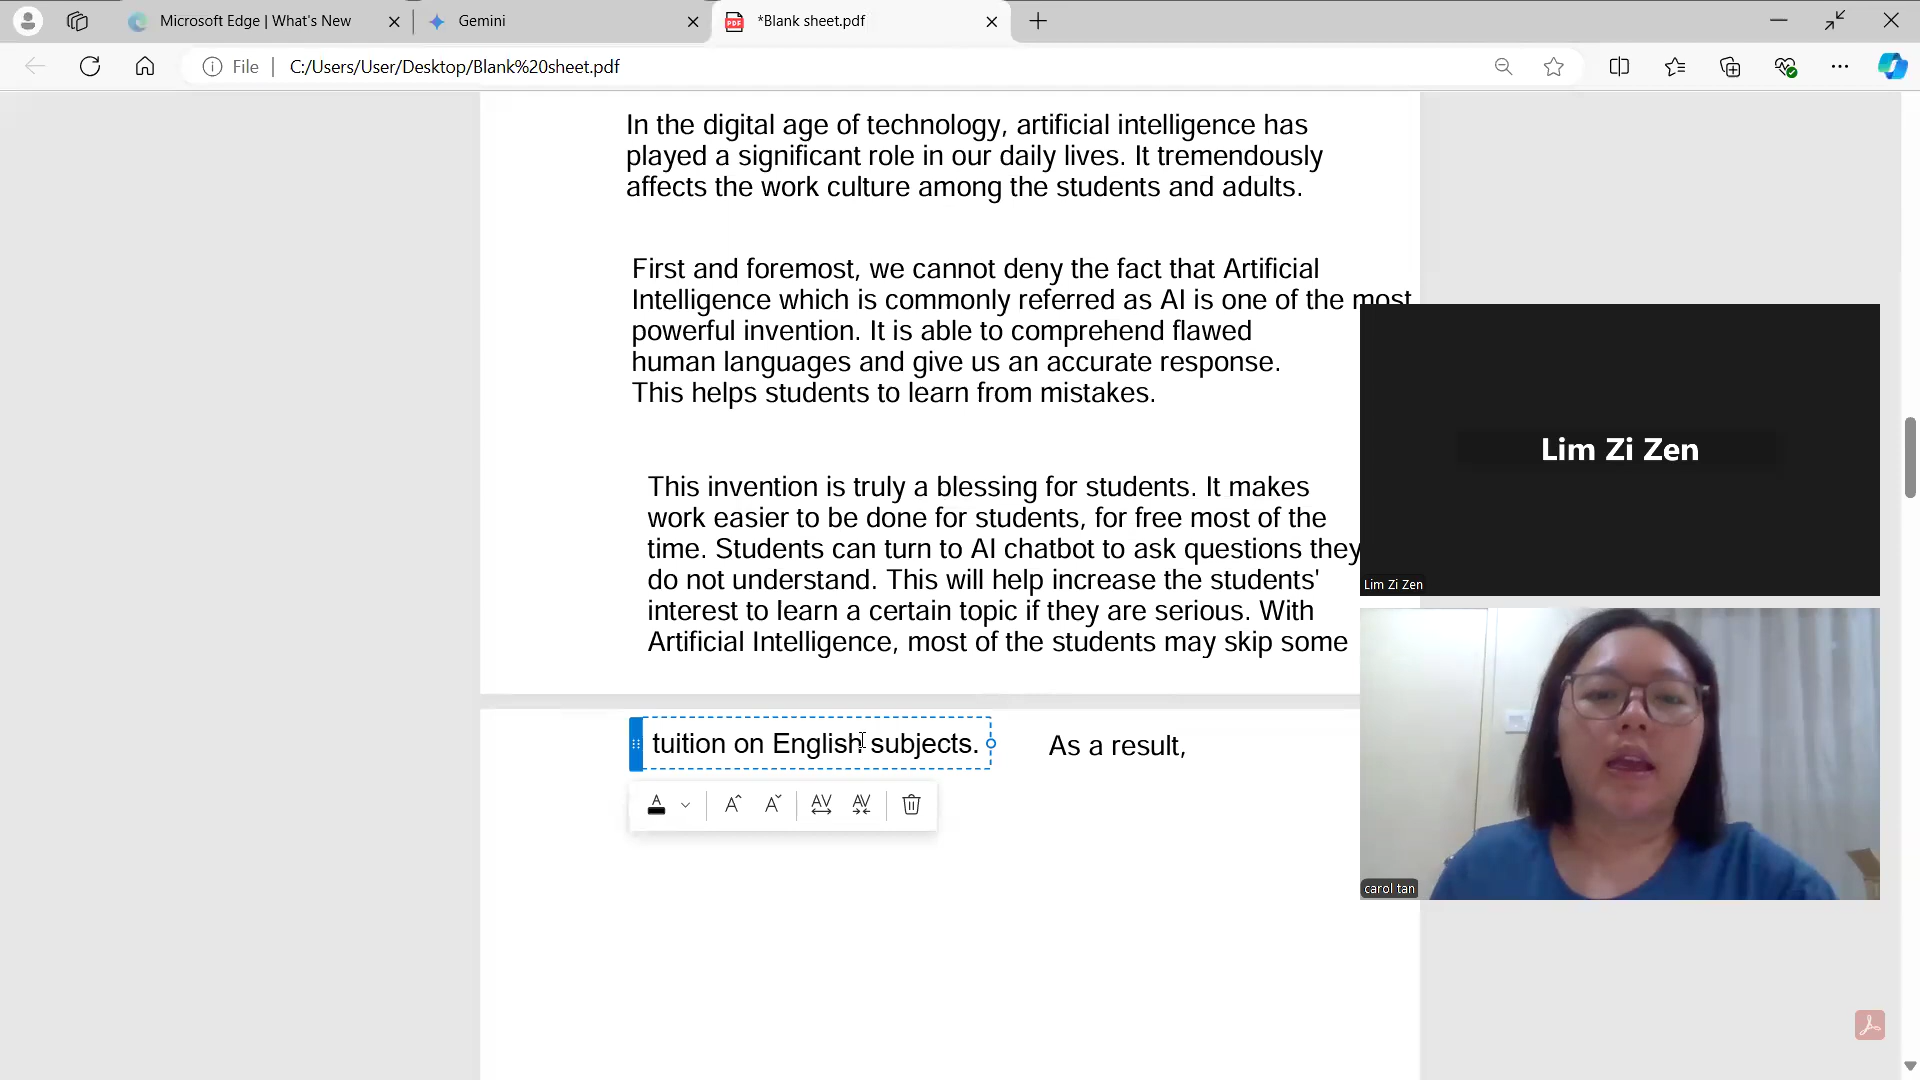 Microsoft Edge | What's New
Gemini
*Blank sheet.pdf
File
C:/Users/User/Desktop/Blank%20sheet.pdf
In the digital age of technology, artificial intelligence has
played a significant role in our daily lives. It tremendously
affects the work culture among the students and adults.
First and foremost, we cannot deny the fact that Artificial
Intelligence which is commonly referred as AI is one of the most
powerful invention. It is able to comprehend flawed
human languages and give us an accurate response.
This helps students to learn from mistakes.
This invention is truly a blessing for students. It makes
work easier to be done for students, for free most of the
time. Students can turn to AI chatbot to ask questions they
do not understand. This will help increase the students'
interest to learn a certain topic if they are serious. With
Artificial Intelligence, most of the students may skip some
tuition on English subjects. As a result,
Lim Zi Zen
Lim Zi Zen
carol tan